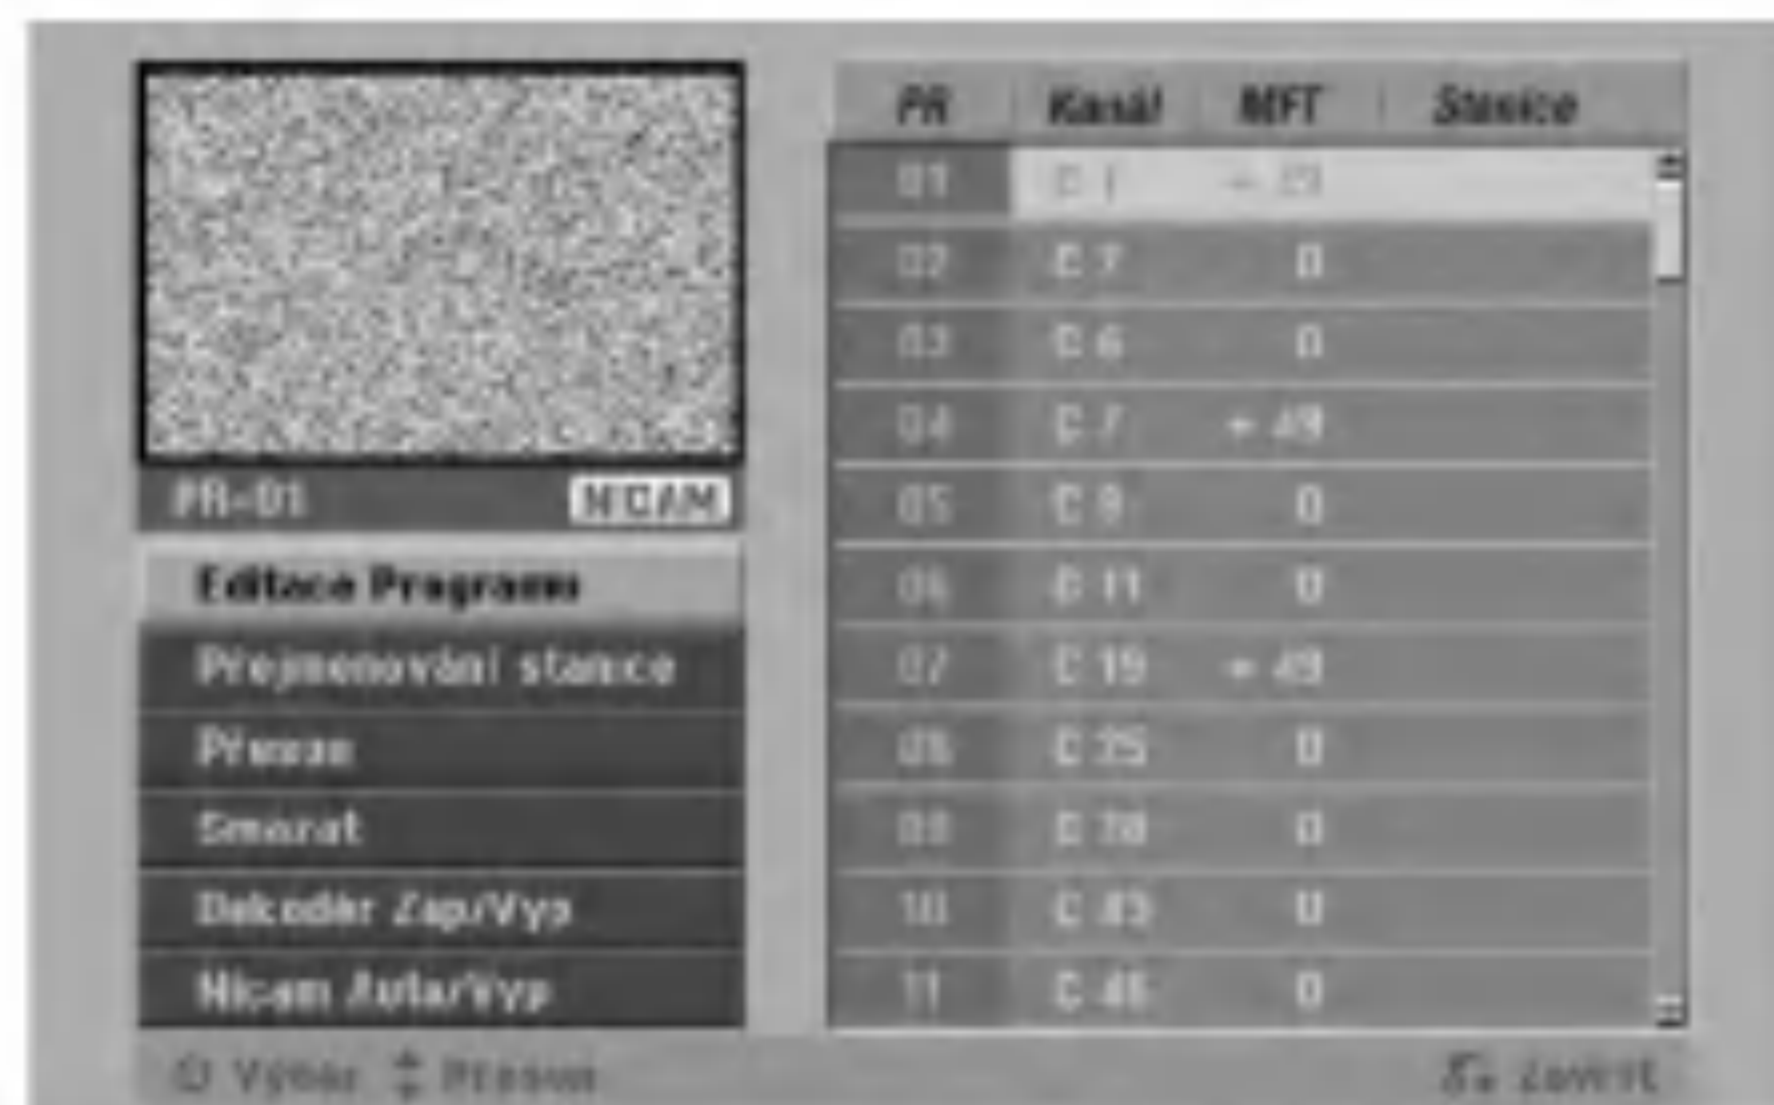 PR Kanál MFT Stanice
01 C 1
02 C 7 0
03 C 6 0
04 C 7 + 49
05 C 9 0
06 C 11 0
07 C 19 + 49
08 C 25 0
09 C 0
10 C 0
11 C 46 0
PR-01 NICAM
Editace Programu
Přejmenování stanice
Přesun
Smazat
Dekodér Zap/Vyp
Nicam Auto/Vyp
Výběr Přesun
Zavřít